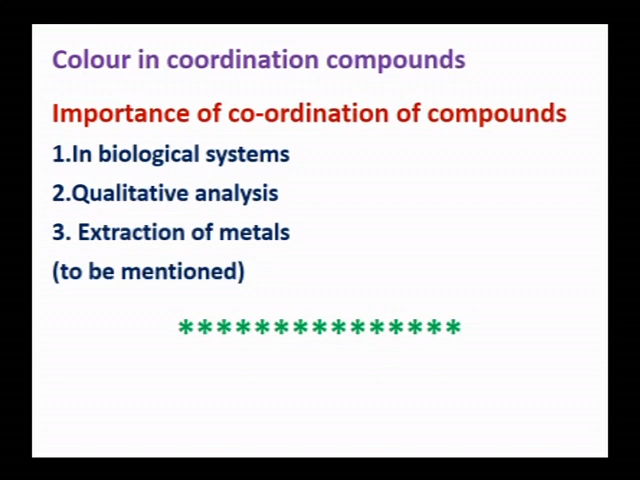 Colour in coordination compounds
Importance of co-ordination of compounds
1.In biological systems
2.Qualitative analysis
3. Extraction of metals
(to be mentioned)
***************